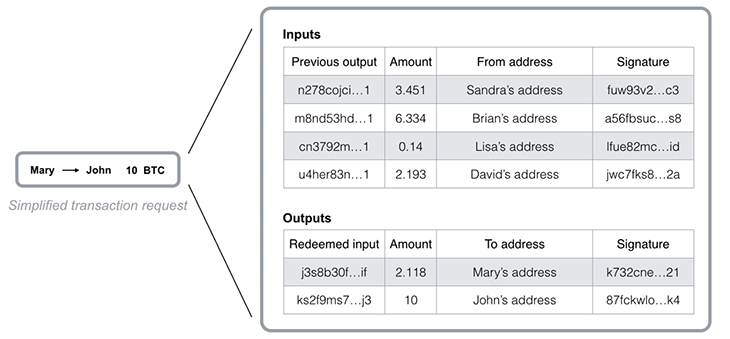 Mary → John 10 BTC
Simplified transaction request
Inputs
Previous output Amount From address Signature
n278cojci...1 3.451 Sandra's address fuw93v2...c3
m8nd53hd...1 6.334 Brian's address a56fbsuc...s8
cn3792m...1 0.14 Lisa's address lfue82mc...id
u4her83n...1 2.193 David's address jwc7fks8...2a
Outputs
Redeemed input Amount To address Signature
j3s8b30f...if 2.118 Mary's address k732cne...21
ks2f9ms7...j3 10 John's address 87fckwlo...k4